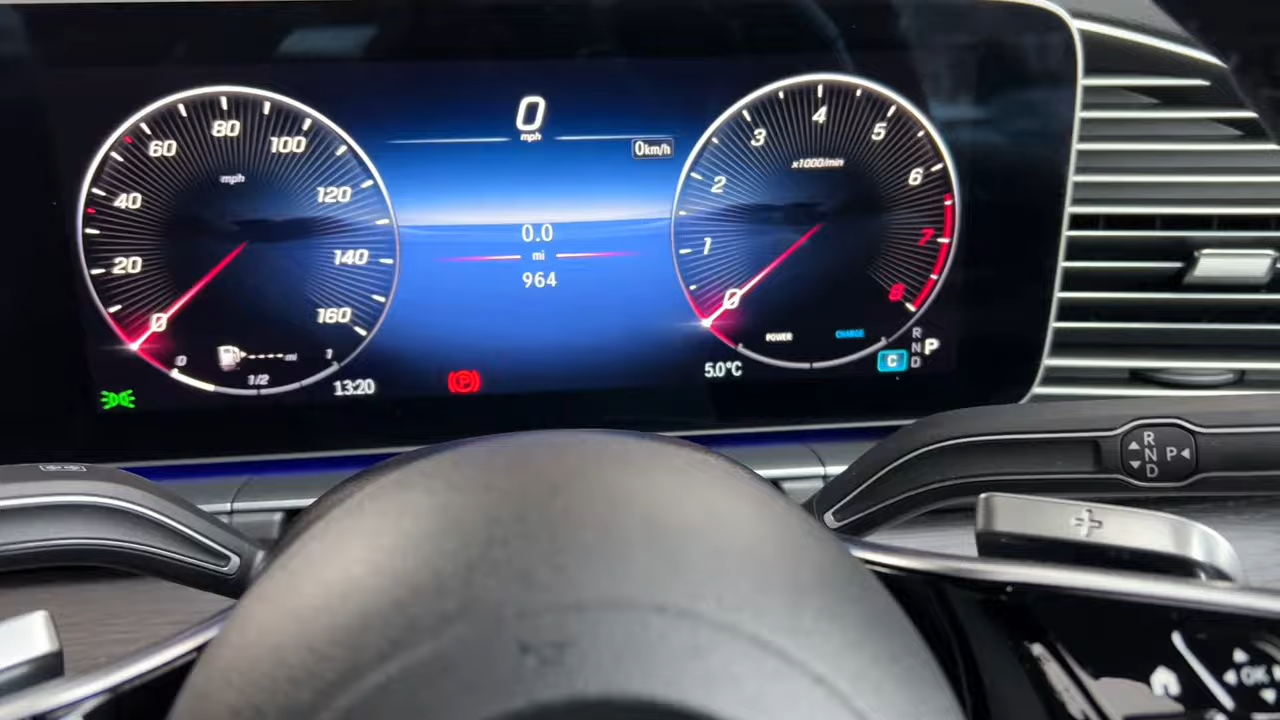 0
mph
0km/h
20
40
60
80
100
120
140
160
0
mph
0 1/2 1
-----mi
13:20
0.0
mi
964
P
0
1
2
3
4
5
6
7
8
x1000/min
POWER
CHARGE
5.0°C
C
R
N
D
P
R
N
D
P
+
OK